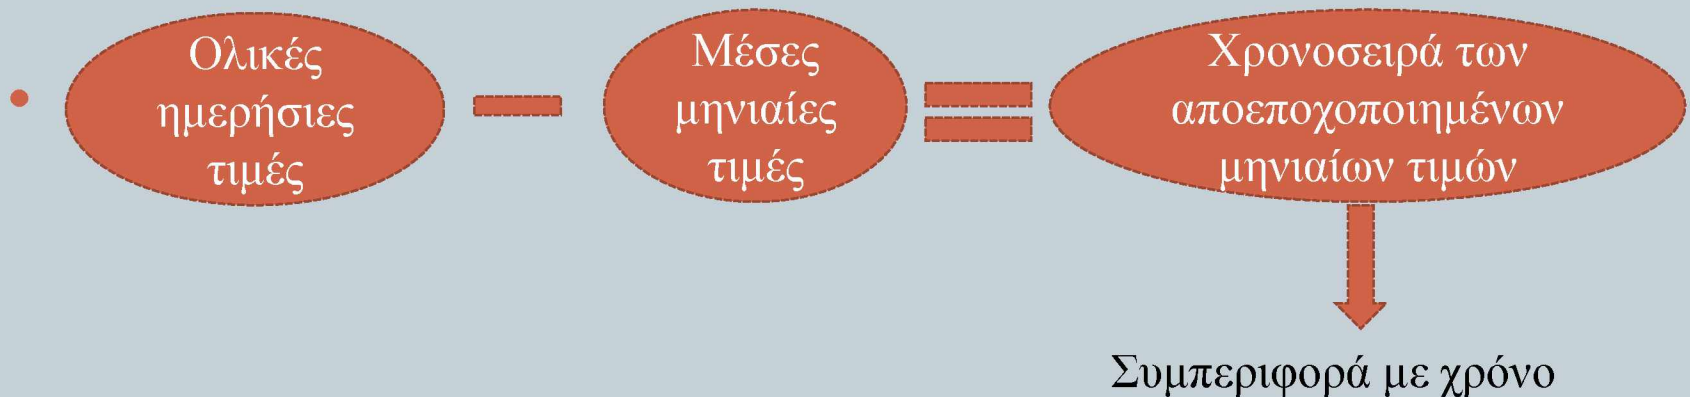 Ολικές
ημερήσιες
τιμές
Μέσες
μηνιαίες
τιμές
Χρονοσειρά των
αποεποχοποιημένων
μηνιαίων τιμών
Συμπεριφορά με χρόνο